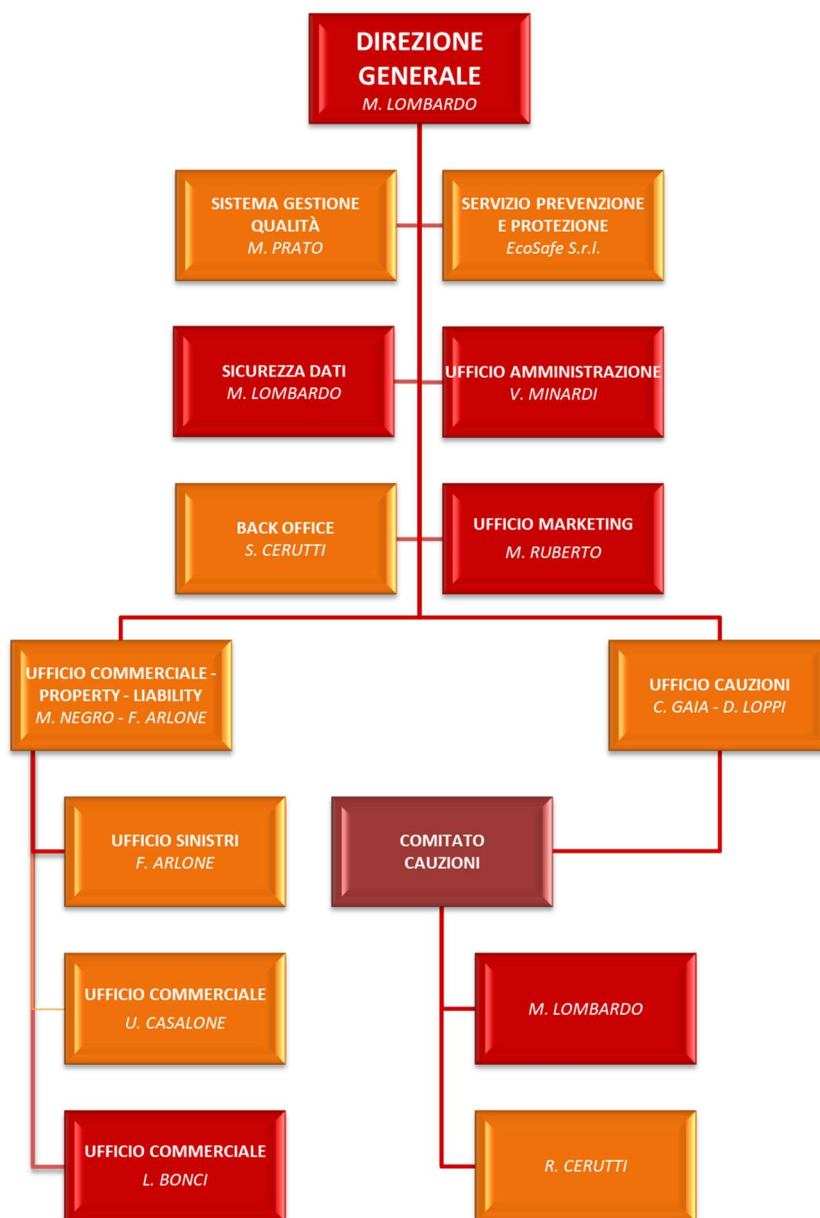 DIREZIONE
GENERALE
M. LOMBARDO
SISTEMA GESTIONE
QUALITÀ
M. PRATO
SERVIZIO PREVENZIONE
E PROTEZIONE
EcoSafe S.r.l.
SICUREZZA DATI
M. LOMBARDO
UFFICIO AMMINISTRAZIONE
V. MINARDI
BACK OFFICE
S. CERUTTI
UFFICIO MARKETING
M. RUBERTO
UFFICIO COMMERCIALE -
PROPERTY - LIABILITY
M. NEGRO - F. ARLONE
UFFICIO CAUZIONI
C. GAIA - D. LOPPI
UFFICIO SINISTRI
F. ARLONE
COMITATO
CAUZIONI
UFFICIO COMMERCIALE
U. CASALONE
M. LOMBARDO
UFFICIO COMMERCIALE
L. BONCI
R. CERUTTI